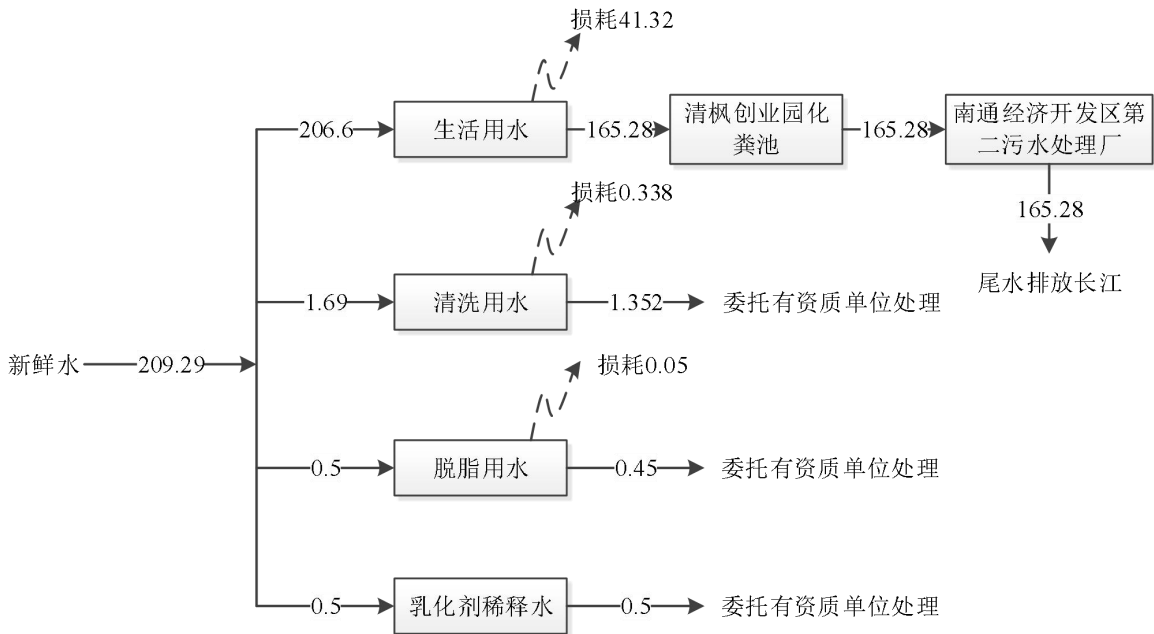 损耗41.32
206.6
生活用水
165.28
清枫创业园化
粪池
165.28
南通经济开发区第
二污水处理厂
165.28
尾水排放长江
损耗0.338
1.69
清洗用水
1.352
委托有资质单位处理
新鲜水
209.29
损耗0.05
0.5
脱脂用水
0.45
委托有资质单位处理
0.5
乳化剂稀释水
0.5
委托有资质单位处理